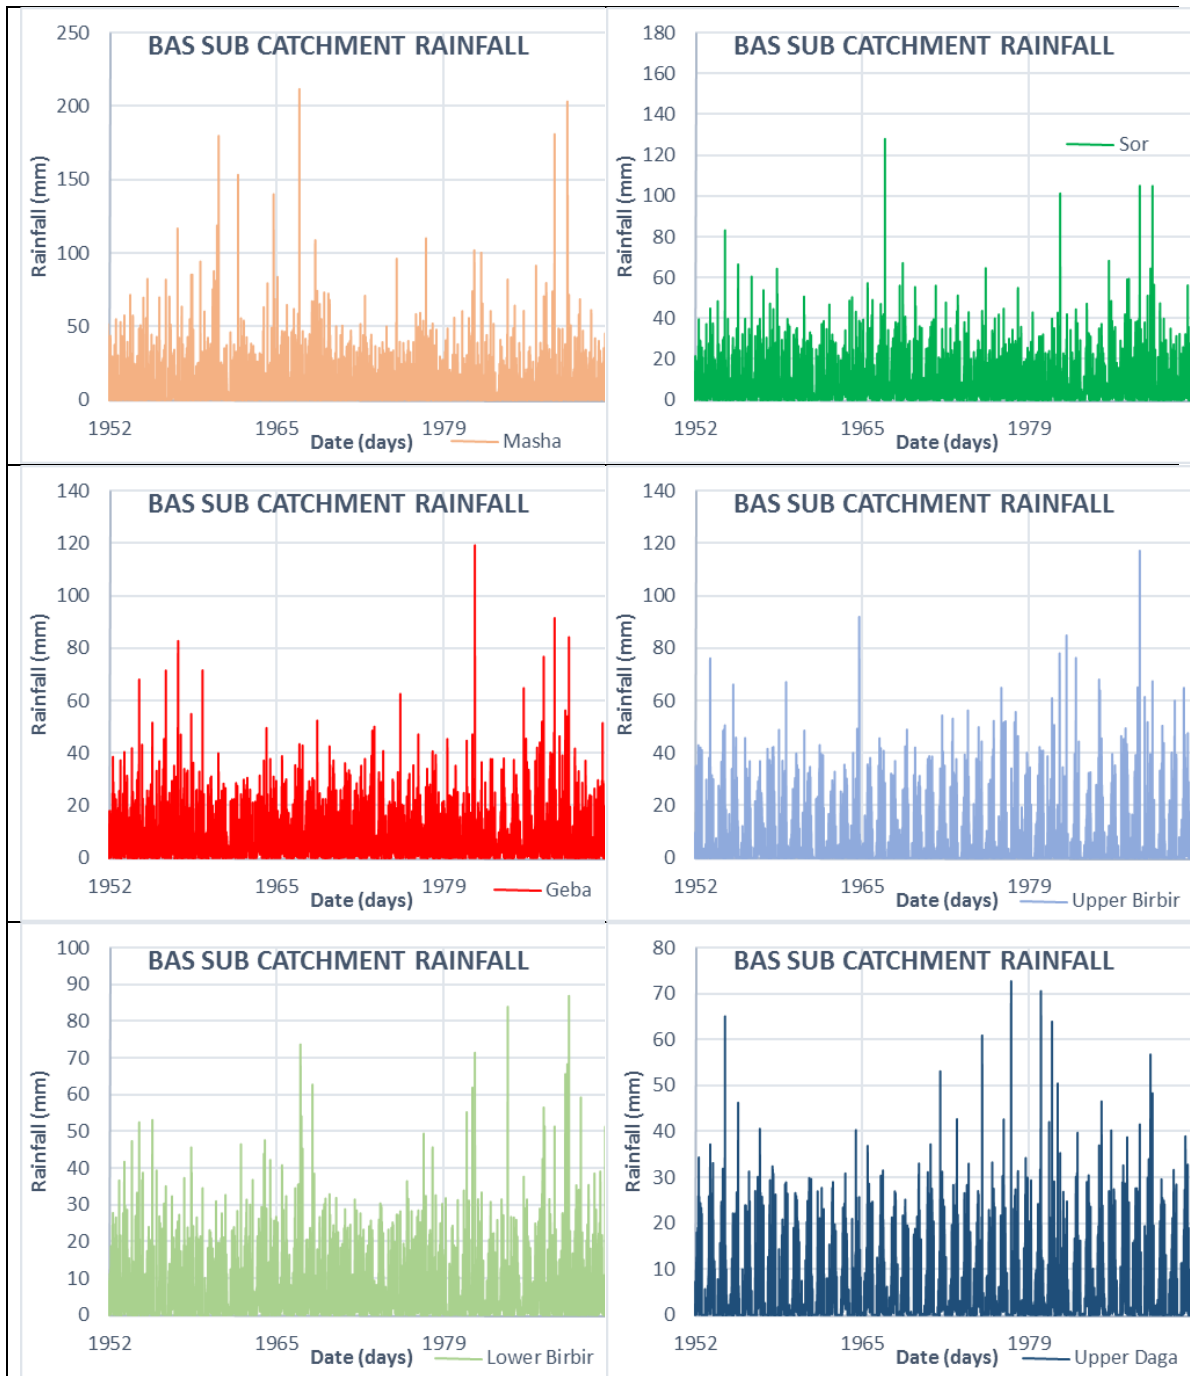 BAS SUB CATCHMENT RAINFALL
Rainfall (mm)
250
200
150
100
50
0
1952 1965 1979
Date (days)
Masha
BAS SUB CATCHMENT RAINFALL
Rainfall (mm)
180
160
140
120
100
80
60
40
20
0
1952 1965 1979
Date (days)
Sor
BAS SUB CATCHMENT RAINFALL
Rainfall (mm)
140
120
100
80
60
40
20
0
1952 1965 1979
Date (days)
Geba
BAS SUB CATCHMENT RAINFALL
Rainfall (mm)
140
120
100
80
60
40
20
0
1952 1965 1979
Date (days)
Upper Birbir
BAS SUB CATCHMENT RAINFALL
Rainfall (mm)
100
90
80
70
60
50
40
30
20
10
0
1952 1965 1979
Date (days)
Lower Birbir
BAS SUB CATCHMENT RAINFALL
Rainfall (mm)
80
70
60
50
40
30
20
10
0
1952 1965 1979
Date (days)
Upper Daga